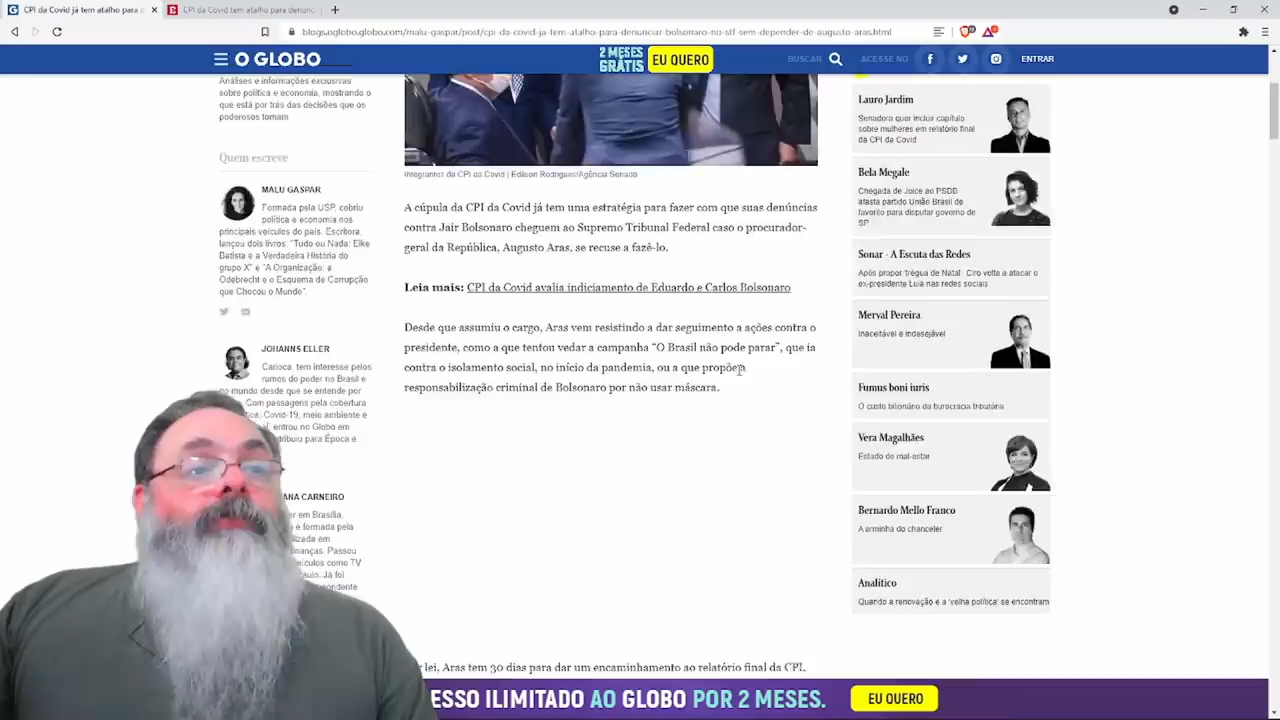 CPI da Covid já tem atalho para d
CPI da Covid tem atalho para denunc
blogs.oglobo.globo.com/malu-gaspar/post/cpi-da-covid-ja-tem-atalho-para-denunciar-bolsonaro-no-stf-sem-depender-de-augusto-aras.html
O GLOBO
2 MESES
GRÁTIS
EU QUERO
BUSCAR
ACESSE NO
ENTRAR
Análises e informações exclusivas
sobre política e economia, mostrando o
que está por trás das decisões que os
poderosos tomam
Quem escreve
MALU GASPAR
Formada pela USP, cobriu
política e economia nos
principais veículos do país. Escritora,
lançou dois livros: "Tudo ou Nada: Eike
Batista e a Verdadeira História do
grupo X" e "A Organização: a
Odebrecht e o Esquema de Corrupção
que Chocou o Mundo".
JOHANNS ELLER
Carioca, tem interesse pelos
rumos do poder no Brasil e
no mundo desde que se entende por
Com passagens pela cobertura
Covid-19, meio ambiente e
entrou no Globo em
para Época e
ANA CARNEIRO
em Brasília,
é formada pela
em
Passou
como TV
Já foi
Integrantes da CPI da Covid | Edilson Rodrigues/Agência Senado
A cúpula da CPI da Covid já tem uma estratégia para fazer com que suas denúncias
contra Jair Bolsonaro cheguem ao Supremo Tribunal Federal caso o procurador-
geral da República, Augusto Aras, se recuse a fazê-lo.
Leia mais: CPI da Covid avalia indiciamento de Eduardo e Carlos Bolsonaro
Desde que assumiu o cargo, Aras vem resistindo a dar seguimento a ações contra o
presidente, como a que tentou vedar a campanha “O Brasil não pode parar”, que ia
contra o isolamento social, no início da pandemia, ou a que propôs a
responsabilização criminal de Bolsonaro por não usar máscara.
lei, Aras tem 30 dias para dar um encaminhamento ao relatório final da CPI.
Lauro Jardim
Senadora quer incluir capítulo
sobre mulheres em relatório final
da CPI da Covid
Bela Megale
Chegada de Joice ao PSDB
afasta partido União Brasil de
favorito para disputar governo de
SP
Sonar - A Escuta das Redes
Após propor 'trégua de Natal', Ciro volta a atacar o
ex-presidente Lula nas redes sociais
Merval Pereira
Inaceitável e indesejável
Fumus boni iuris
O custo bilionário da burocracia tributária
Vera Magalhães
Estado de mal-estar
Bernardo Mello Franco
A arminha do chanceler
Analítico
Quando a renovação e a 'velha política' se encontram
ESSO ILIMITADO AO GLOBO POR 2 MESES.
EU QUERO